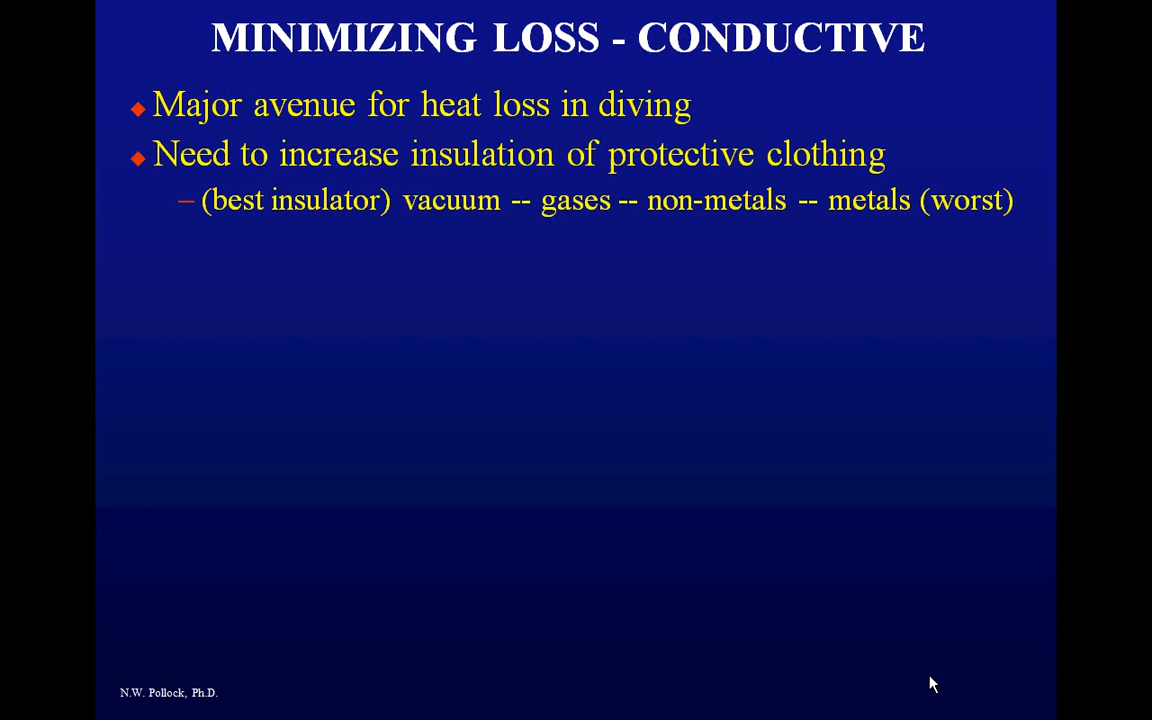 MINIMIZING LOSS - CONDUCTIVE
Major avenue for heat loss in diving
Need to increase insulation of protective clothing
– (best insulator) vacuum -- gases -- non-metals -- metals (worst)
N.W. Pollock, Ph.D.